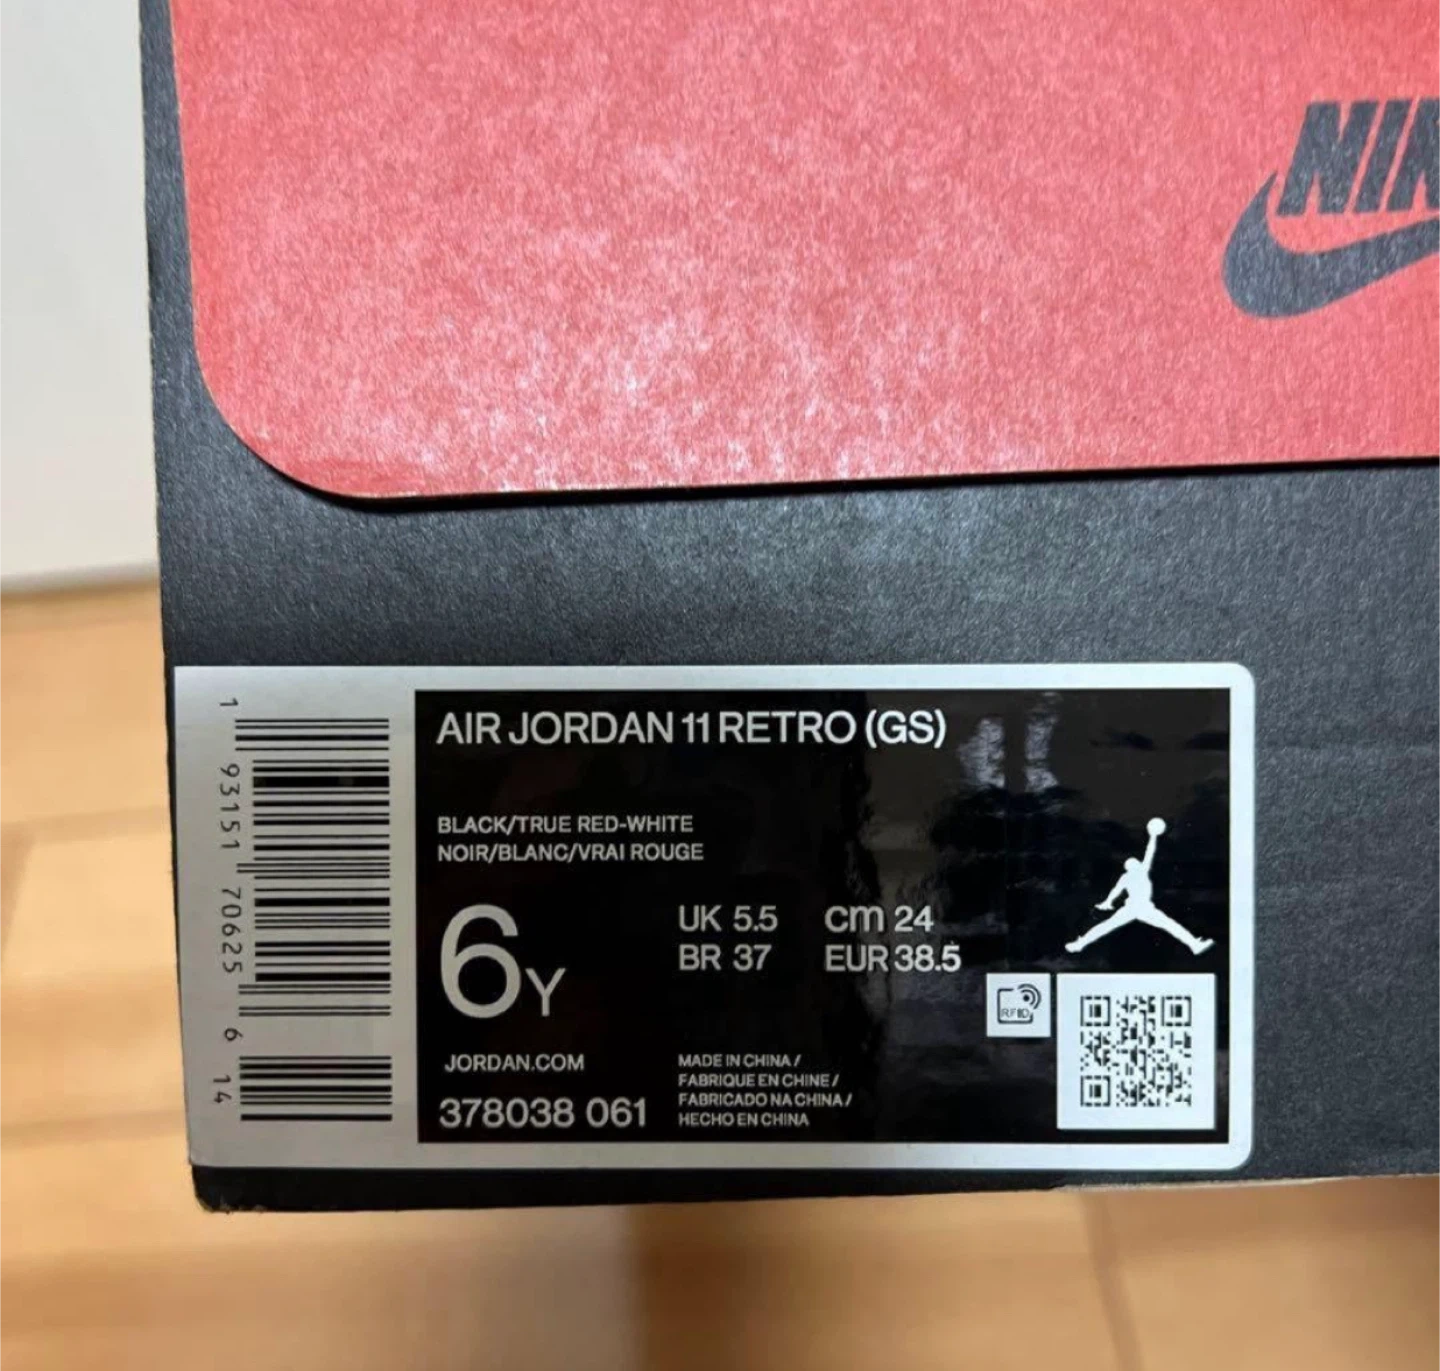 NIK
AIR JORDAN 11 RETRO (GS)
BLACK/TRUE RED-WHITE
NOIR/BLANC/VRAI ROUGE
6Y
UK 5.5 cm 24
BR 37 EUR 38.5
RFID
JORDAN.COM
378038 061
MADE IN CHINA /
FABRIQUE EN CHINE /
FABRICADO NA CHINA /
HECHO EN CHINA
1 93151 70625 6 14